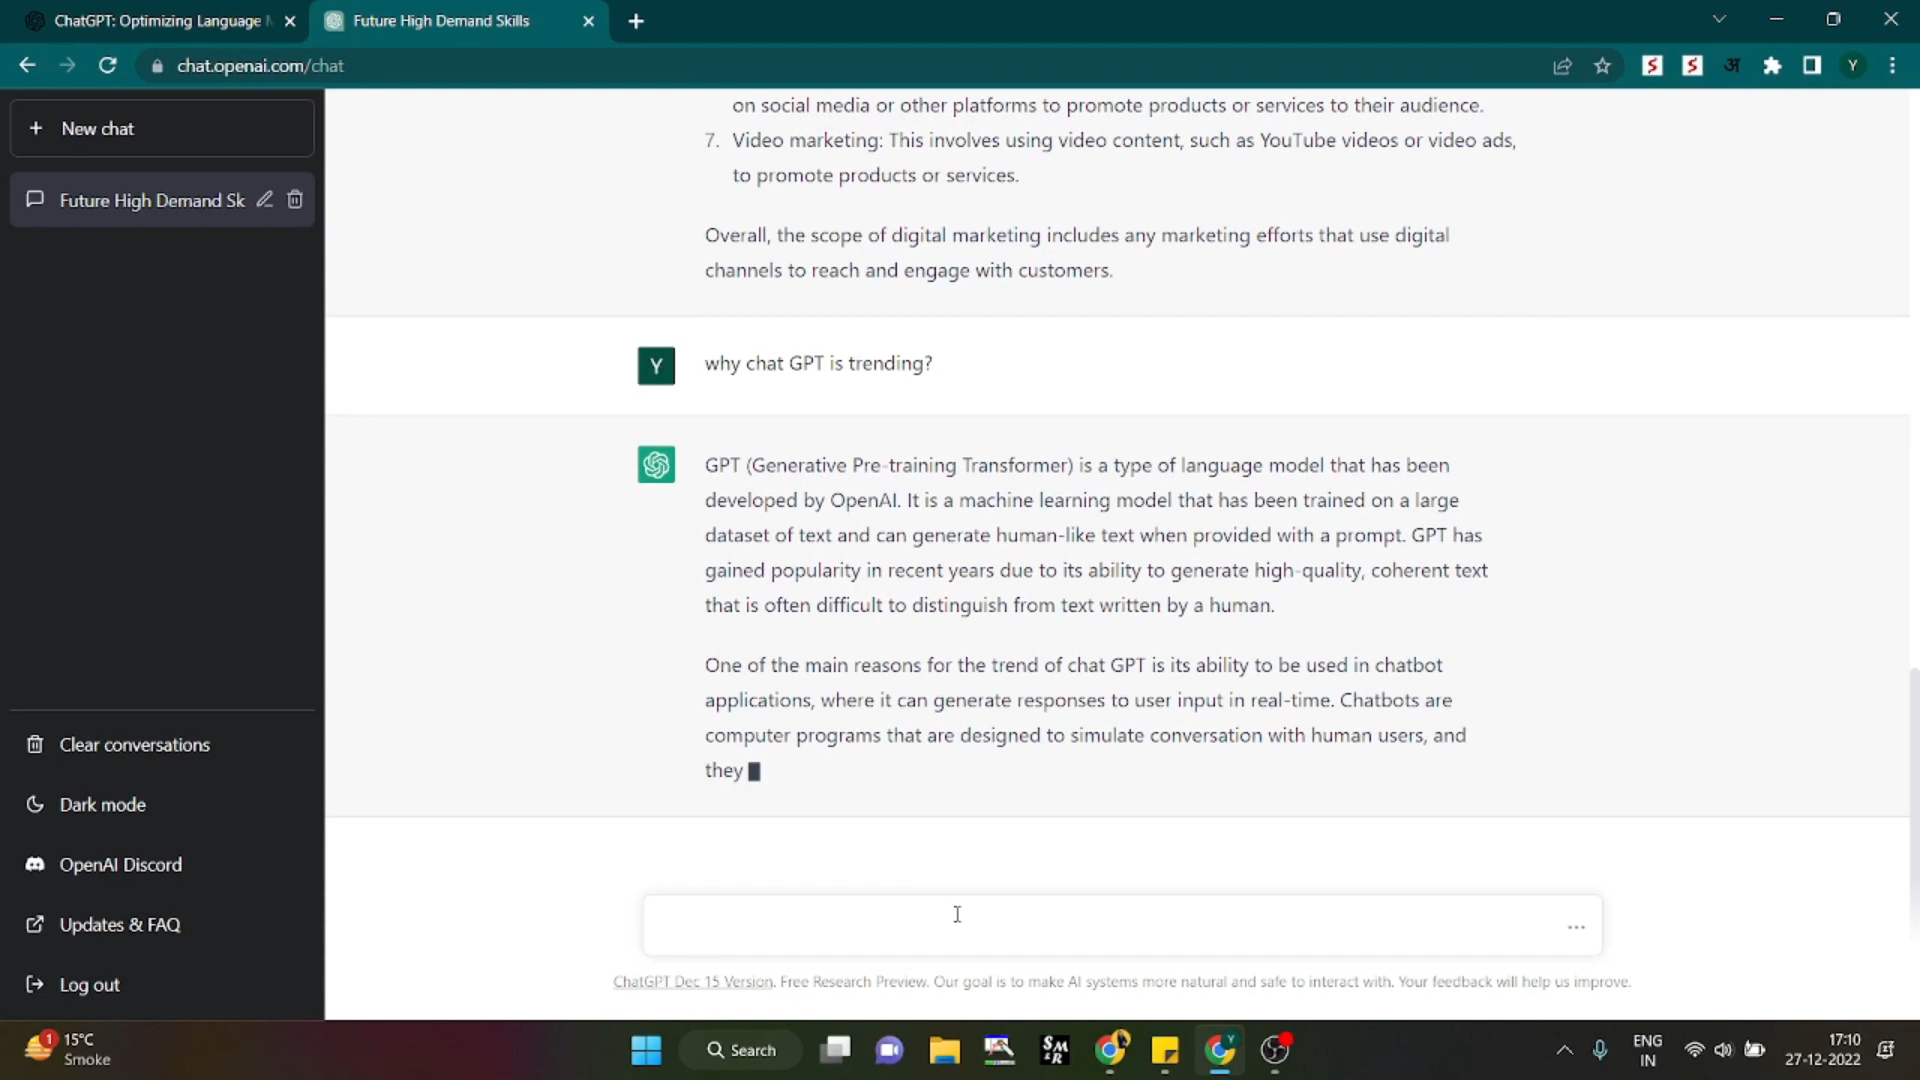 ChatGPT: Optimizing Language
Future High Demand Skills
chat.openai.com/chat
अ
Y
New chat
Future High Demand Sk
on social media or other platforms to promote products or services to their audience.
7. Video marketing: This involves using video content, such as YouTube videos or video ads,
to promote products or services.
Overall, the scope of digital marketing includes any marketing efforts that use digital
channels to reach and engage with customers.
Y
why chat GPT is trending?
GPT (Generative Pre-training Transformer) is a type of language model that has been
developed by OpenAI. It is a machine learning model that has been trained on a large
dataset of text and can generate human-like text when provided with a prompt. GPT has
gained popularity in recent years due to its ability to generate high-quality, coherent text
that is often difficult to distinguish from text written by a human.
One of the main reasons for the trend of chat GPT is its ability to be used in chatbot
applications, where it can generate responses to user input in real-time. Chatbots are
computer programs that are designed to simulate conversation with human users, and
they
Clear conversations
Dark mode
OpenAI Discord
Updates & FAQ
Log out
ChatGPT Dec 15 Version. Free Research Preview. Our goal is to make AI systems more natural and safe to interact with. Your feedback will help us improve.
1
15°C
Smoke
Search
SM
&R
ENG
IN
17:10
27-12-2022